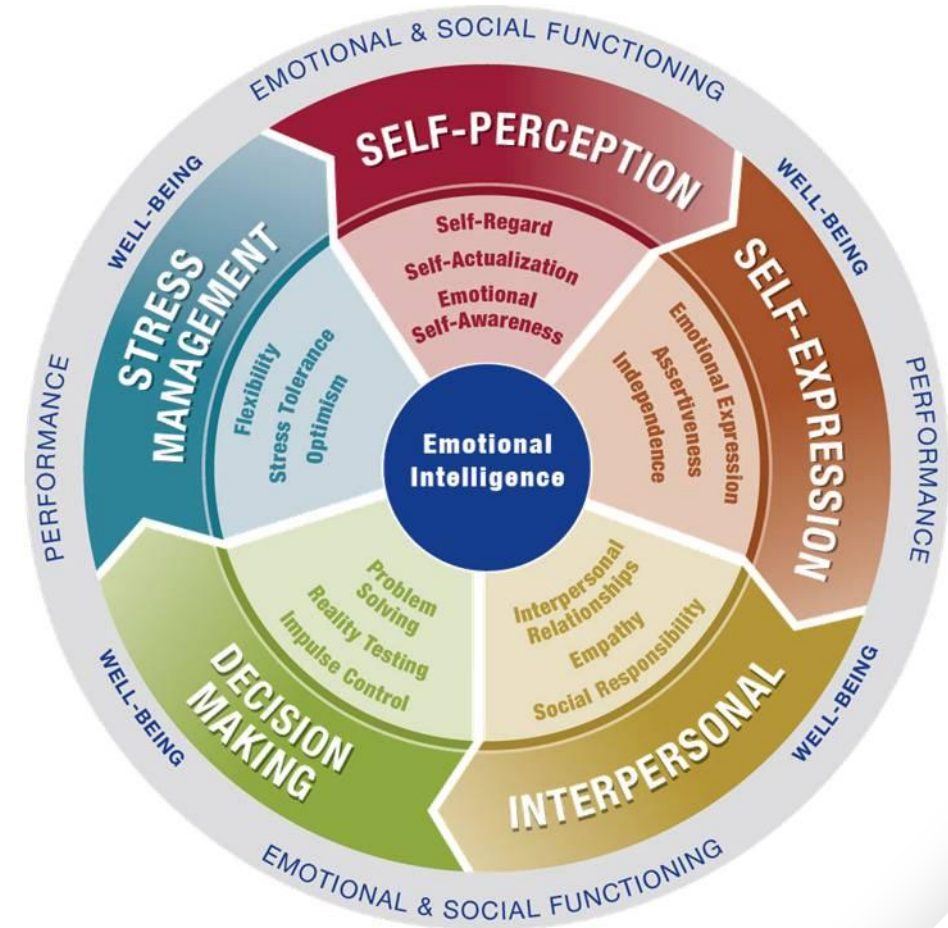 EMOTIONAL & SOCIAL FUNCTIONING
WELL-BEING
WELL-BEING
PERFORMANCE
PERFORMANCE
WELL-BEING
WELL-BEING
EMOTIONAL & SOCIAL FUNCTIONING
SELF-PERCEPTION
Self-Regard
Self-Actualization
Emotional
Self-Awareness
SELF-EXPRESSION
Emotional Expression
Assertiveness
Independence
INTERPERSONAL
Interpersonal
Relationships
Empathy
Social Responsibility
DECISION
MAKING
Problem
Solving
Reality Testing
Impulse Control
STRESS
MANAGEMENT
Flexibility
Stress Tolerance
Optimism
Emotional
Intelligence